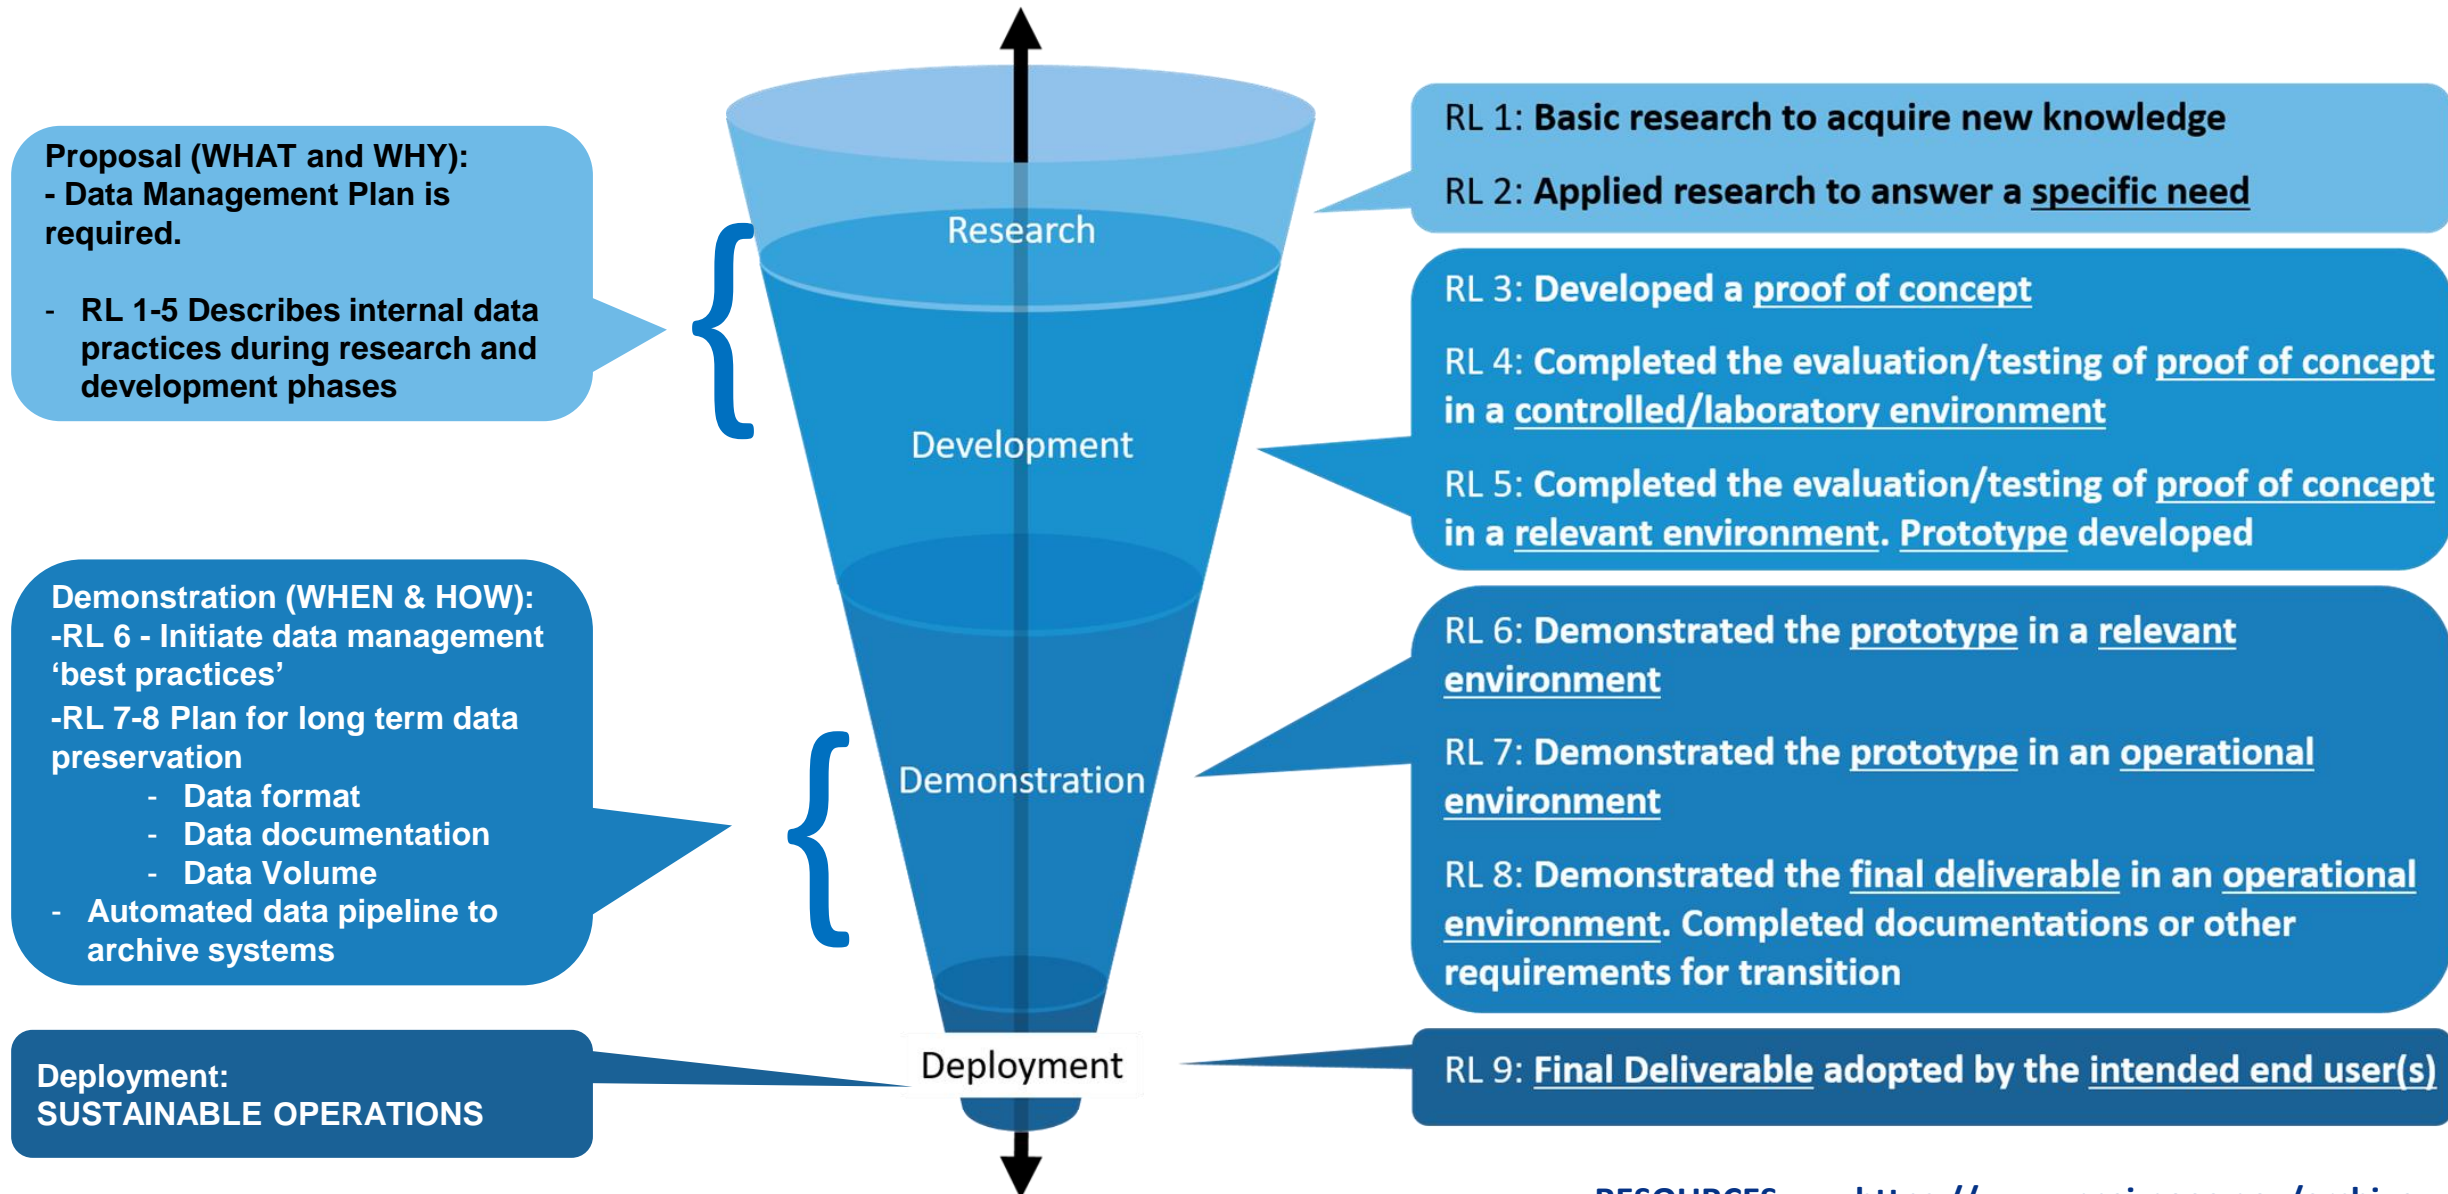 Proposal (WHAT and WHY):
- Data Management Plan is
required.
- RL 1-5 Describes internal data
practices during research and
development phases
Demonstration (WHEN & HOW):
-RL 6 - Initiate data management
‘best practices’
-RL 7-8 Plan for long term data
preservation
- Data format
- Data documentation
- Data Volume
- Automated data pipeline to
archive systems
Deployment:
SUSTAINABLE OPERATIONS
{
{
Research
Development
Demonstration
Deployment
RL 1: Basic research to acquire new knowledge
RL 2: Applied research to answer a specific need
RL 3: Developed a proof of concept
RL 4: Completed the evaluation/testing of proof of concept
in a controlled/laboratory environment
RL 5: Completed the evaluation/testing of proof of concept
in a relevant environment. Prototype developed
RL 6: Demonstrated the prototype in a relevant
environment
RL 7: Demonstrated the prototype in an operational
environment
RL 8: Demonstrated the final deliverable in an operational
environment. Completed documentations or other
requirements for transition
RL 9: Final Deliverable adopted by the intended end user(s)
RESOURCES